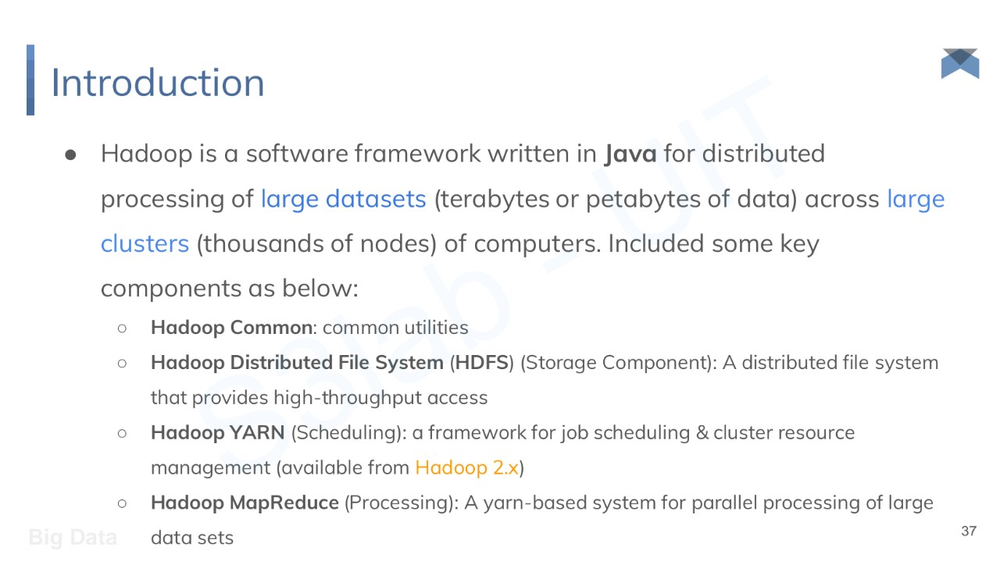 Introduction
● Hadoop is a software framework written in Java for distributed
processing of large datasets (terabytes or petabytes of data) across large
clusters (thousands of nodes) of computers. Included some key
components as below:
○ Hadoop Common: common utilities
○ Hadoop Distributed File System (HDFS) (Storage Component): A distributed file system
that provides high-throughput access
○ Hadoop YARN (Scheduling): a framework for job scheduling & cluster resource
management (available from Hadoop 2.x)
○ Hadoop MapReduce (Processing): A yarn-based system for parallel processing of large
data sets
S3lab - UIT
Big Data
37